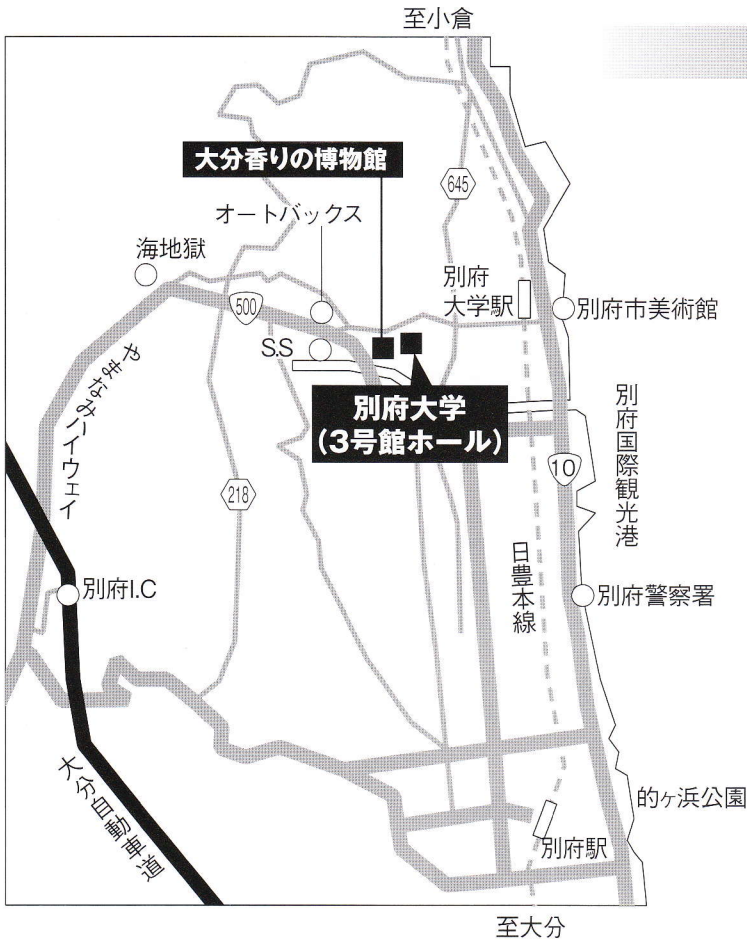 至小倉
大分香りの博物館
645
オートバックス
海地獄
別府
大学駅
500
別府市美術館
S.S
やまなみハイウェイ
別府大学
(3号館ホール)
別府国際観光港
10
218
日豊本線
別府I.C
別府警察署
大分自動車道
的ヶ浜公園
別府駅
至大分